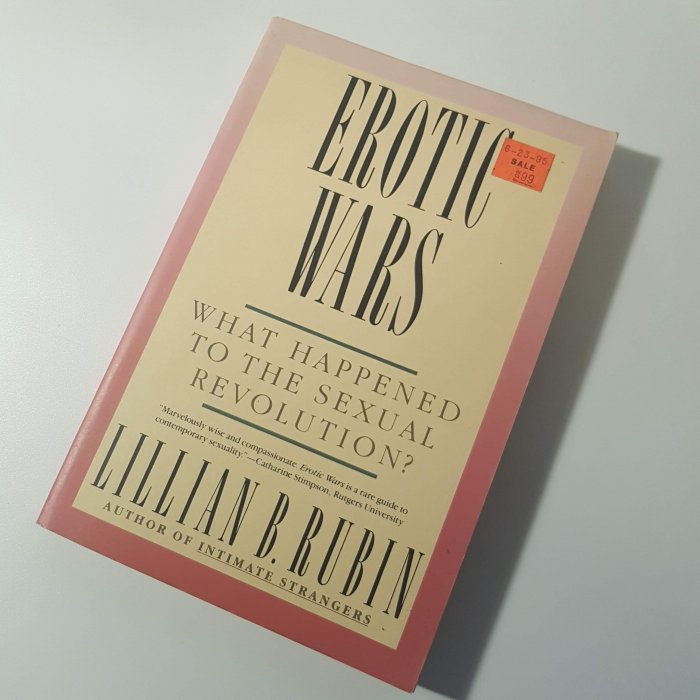 EROTIC
WARS
6-23-95
SALE
WHAT HAPPENED
TO THE SEXUAL
REVOLUTION?
"Marvelously wise and compassionate. Erotic Wars is a rare guide to
contemporary sexuality."—Catharine Stimpson, Rutgers University
LILLIAN B. RUBIN
AUTHOR OF INTIMATE STRANGERS